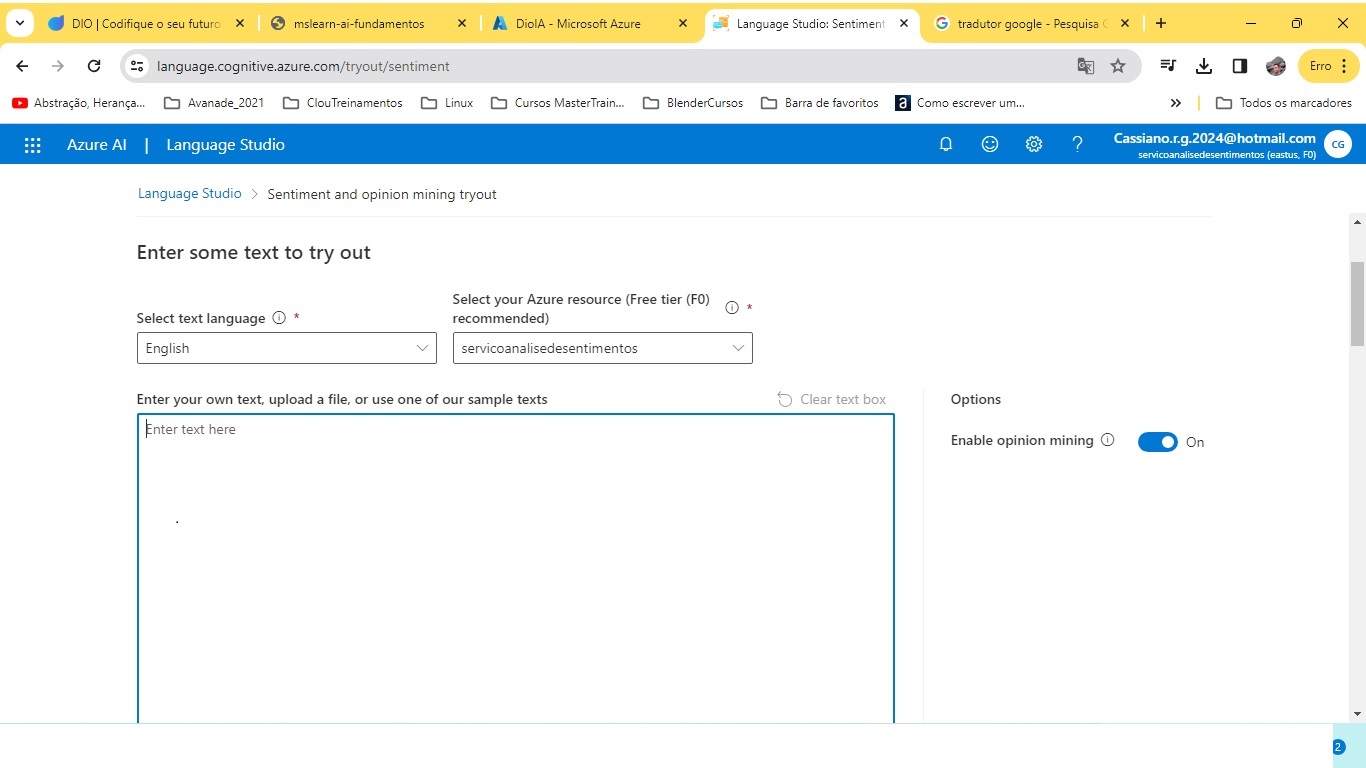 DIO | Codifique o seu futuro
mslearn-ai-fundamentos
DioIA - Microsoft Azure
Language Studio: Sentiment
tradutor google - Pesquisa G
language.cognitive.azure.com/tryout/sentiment
Erro
Abstração, Herança...
Avanade_2021
ClouTreinamentos
Linux
Cursos MasterTrain...
BlenderCursos
Barra de favoritos
Como escrever um...
Todos os marcadores
Azure AI | Language Studio
Cassiano.r.g.2024@hotmail.com
servicoanalisedesentimentos (eastus, F0)
CG
Language Studio > Sentiment and opinion mining tryout
Enter some text to try out
Select text language *
English
Select your Azure resource (Free tier (F0)
recommended) *
servicoanalisedesentimentos
Enter your own text, upload a file, or use one of our sample texts
Clear text box
Enter text here
.
Options
Enable opinion mining
On
2